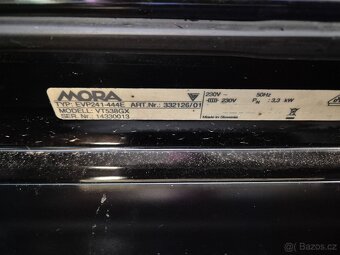 MORA
TYP: EVP241-444E ART.Nr.: 332126/01
MODELL: VT538GX
SER. Nr.: 14330013
230V ~ 50Hz
230V Pₙ : 3,3 kW
Made in Slovenia
Bazoš.cz